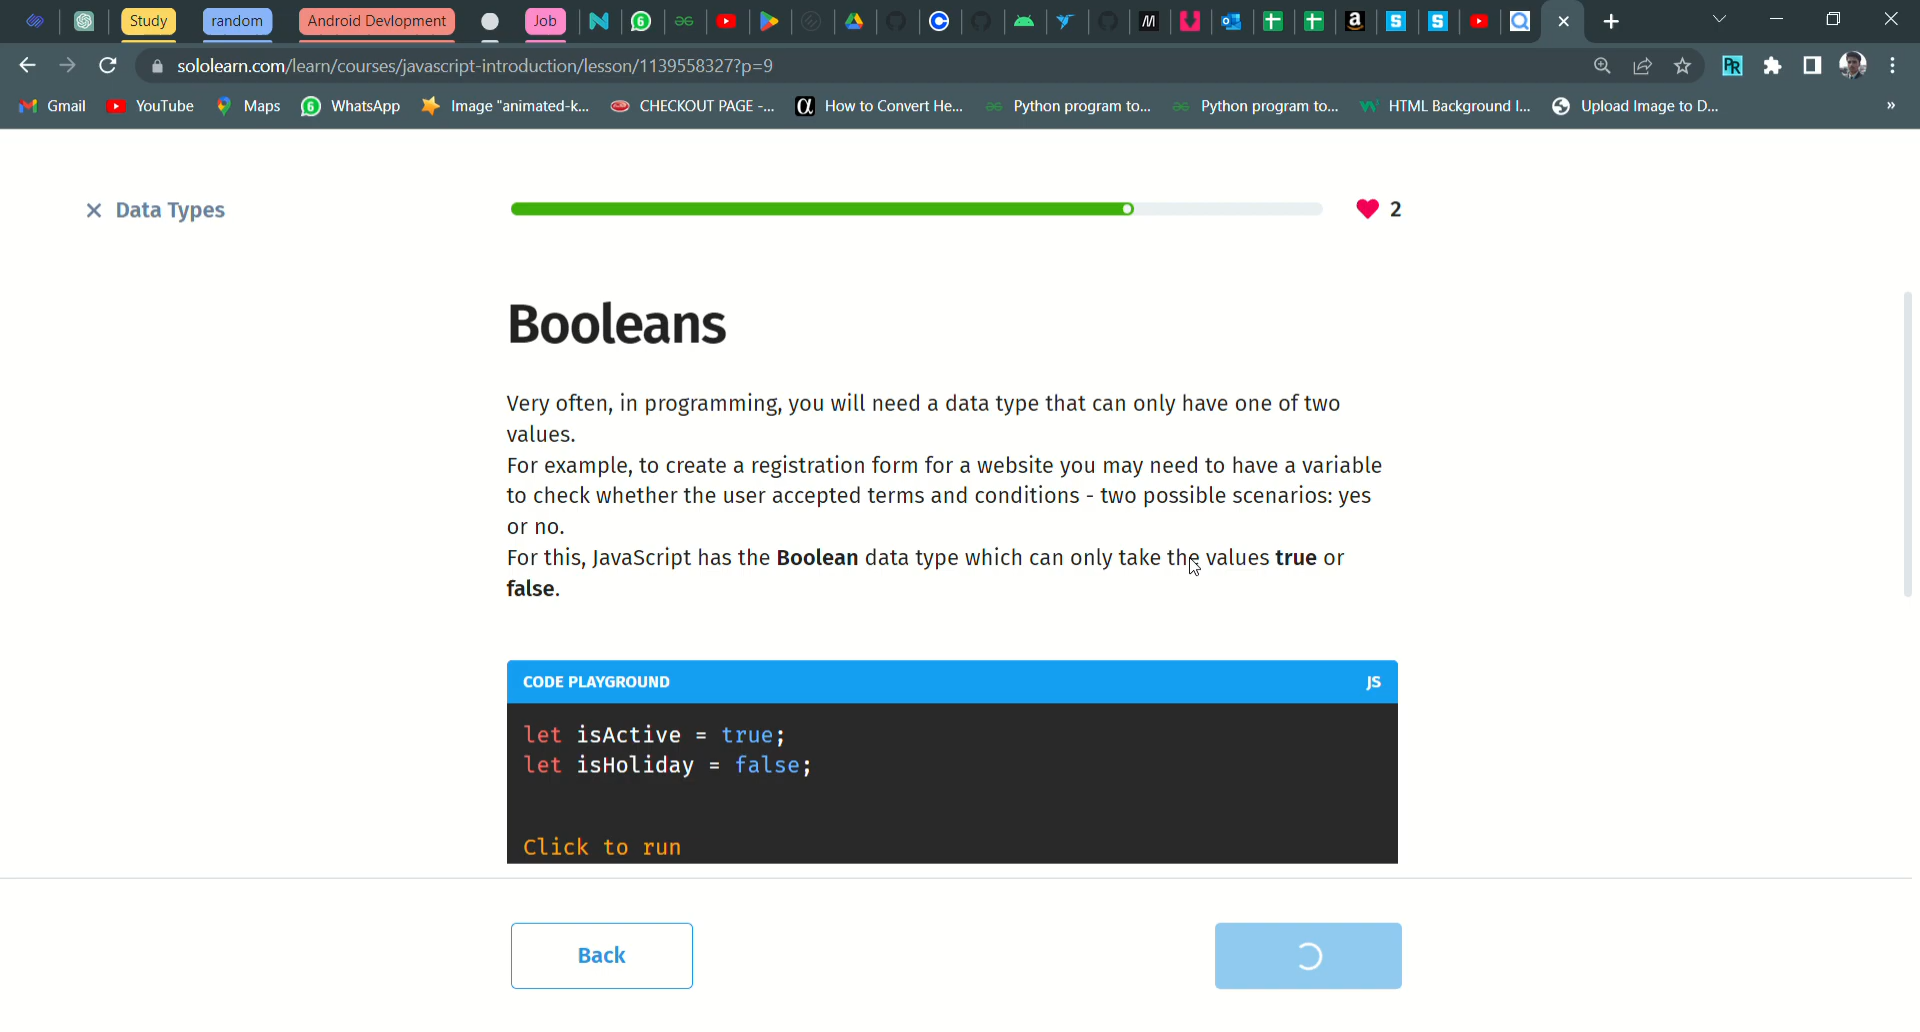 Study
random
Android Devlopment
Job
sololearn.com/learn/courses/javascript-introduction/lesson/1139558327?p=9
Gmail
YouTube
Maps
WhatsApp
Image "animated-k...
CHECKOUT PAGE -...
How to Convert He...
Python program to...
Python program to...
HTML Background I...
Upload Image to D...
»
Data Types
2
Booleans
Very often, in programming, you will need a data type that can only have one of two
values.
For example, to create a registration form for a website you may need to have a variable
to check whether the user accepted terms and conditions - two possible scenarios: yes
or no.
For this, JavaScript has the Boolean data type which can only take the values true or
false.
CODE PLAYGROUND
JS
let isActive = true;
let isHoliday = false;
Click to run
Back